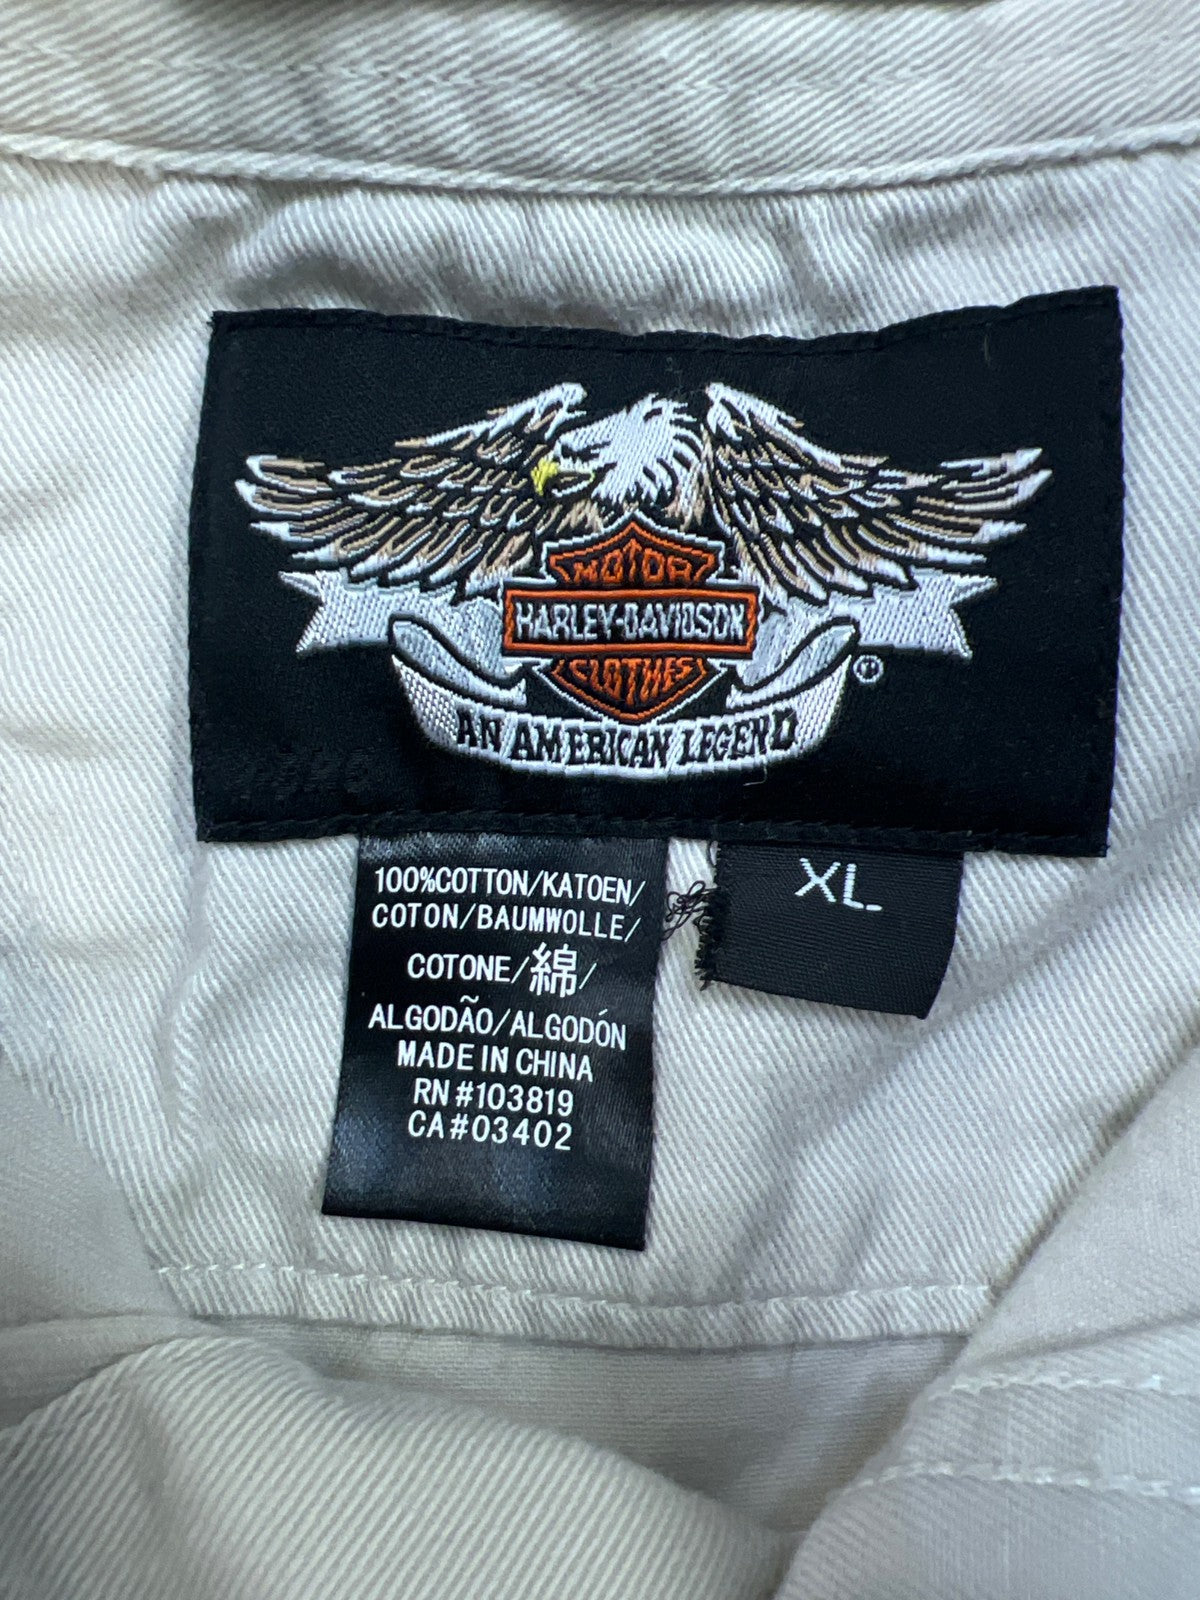 MOTOR
HARLEY-DAVIDSON
CLOTHES
®
AN AMERICAN LEGEND
XL
100%COTTON/KATOEN/
COTON/BAUMWOLLE/
COTONE/綿/
ALGODÃO/ALGODÓN
MADE IN CHINA
RN#103819
CA#03402